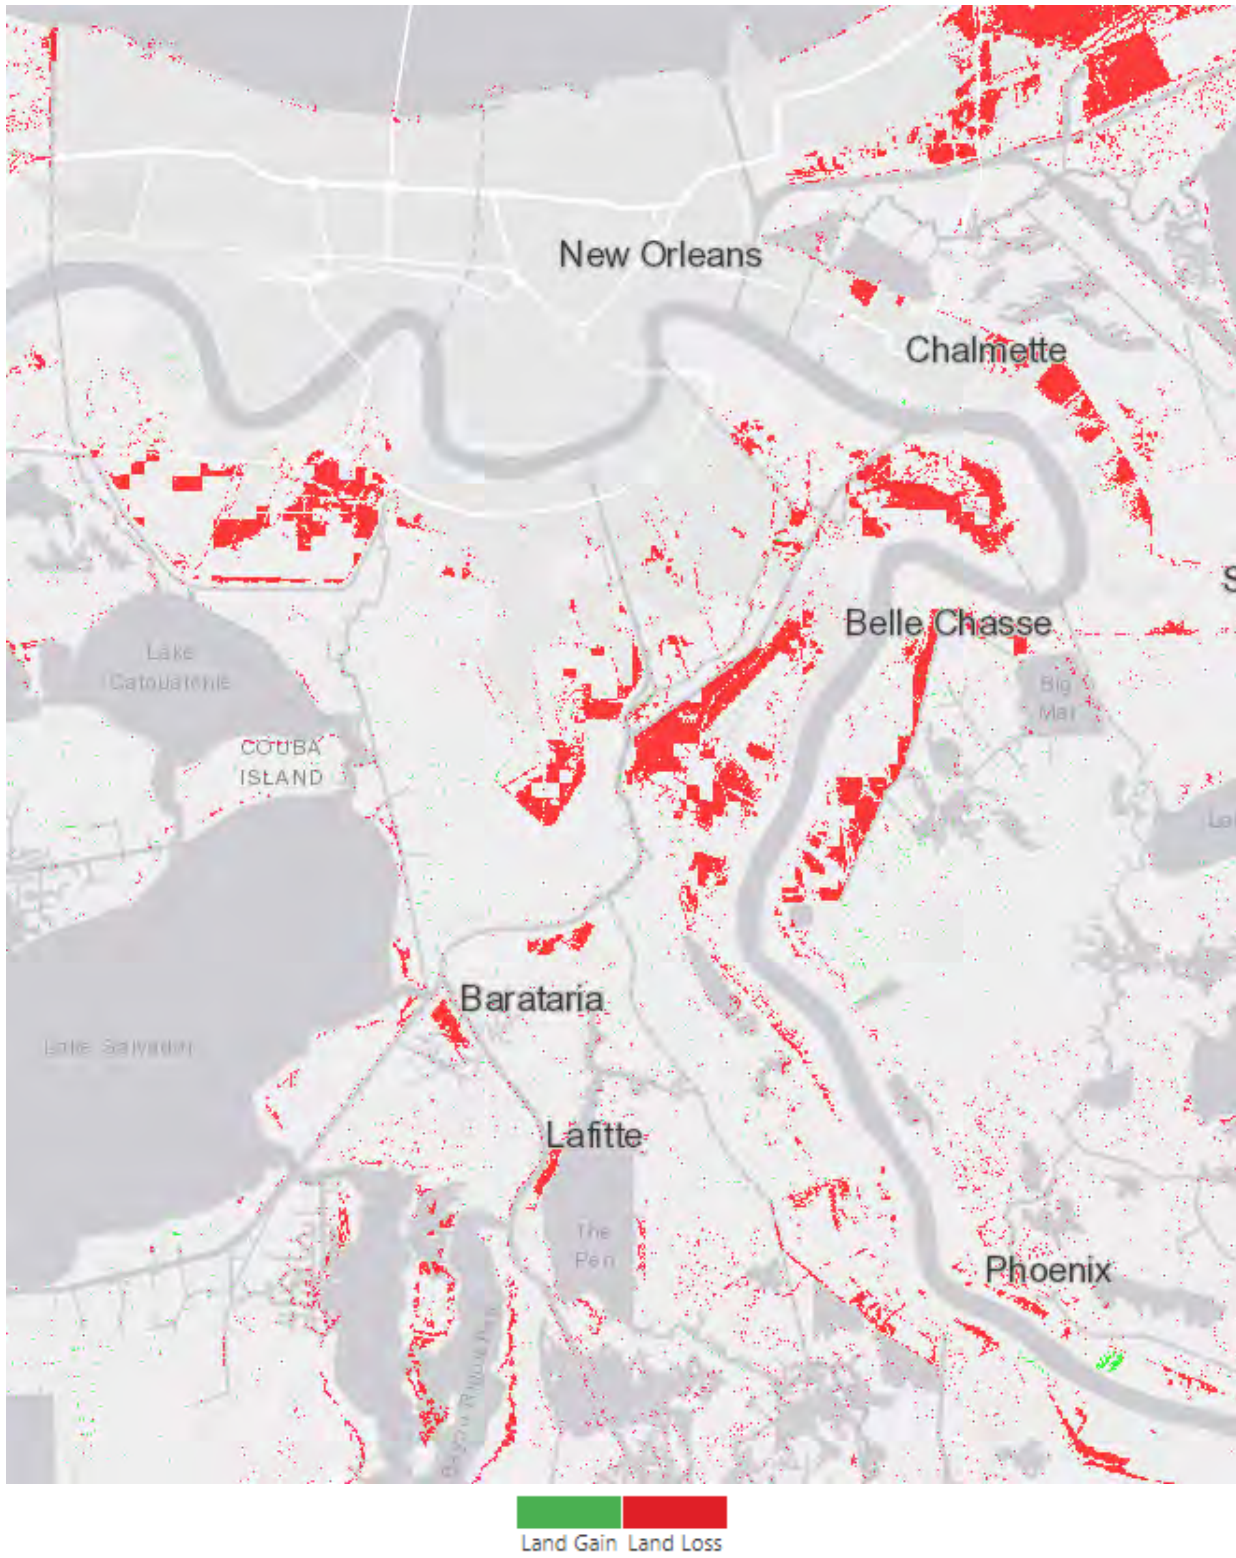 New Orleans
Chalmette
S
Belle Chasse
Lake
Big
Mar
COUBA
ISLAND
Barataria
Lake Salvador
Lafitte
The
Pen
Phoenix
Land Gain Land Loss